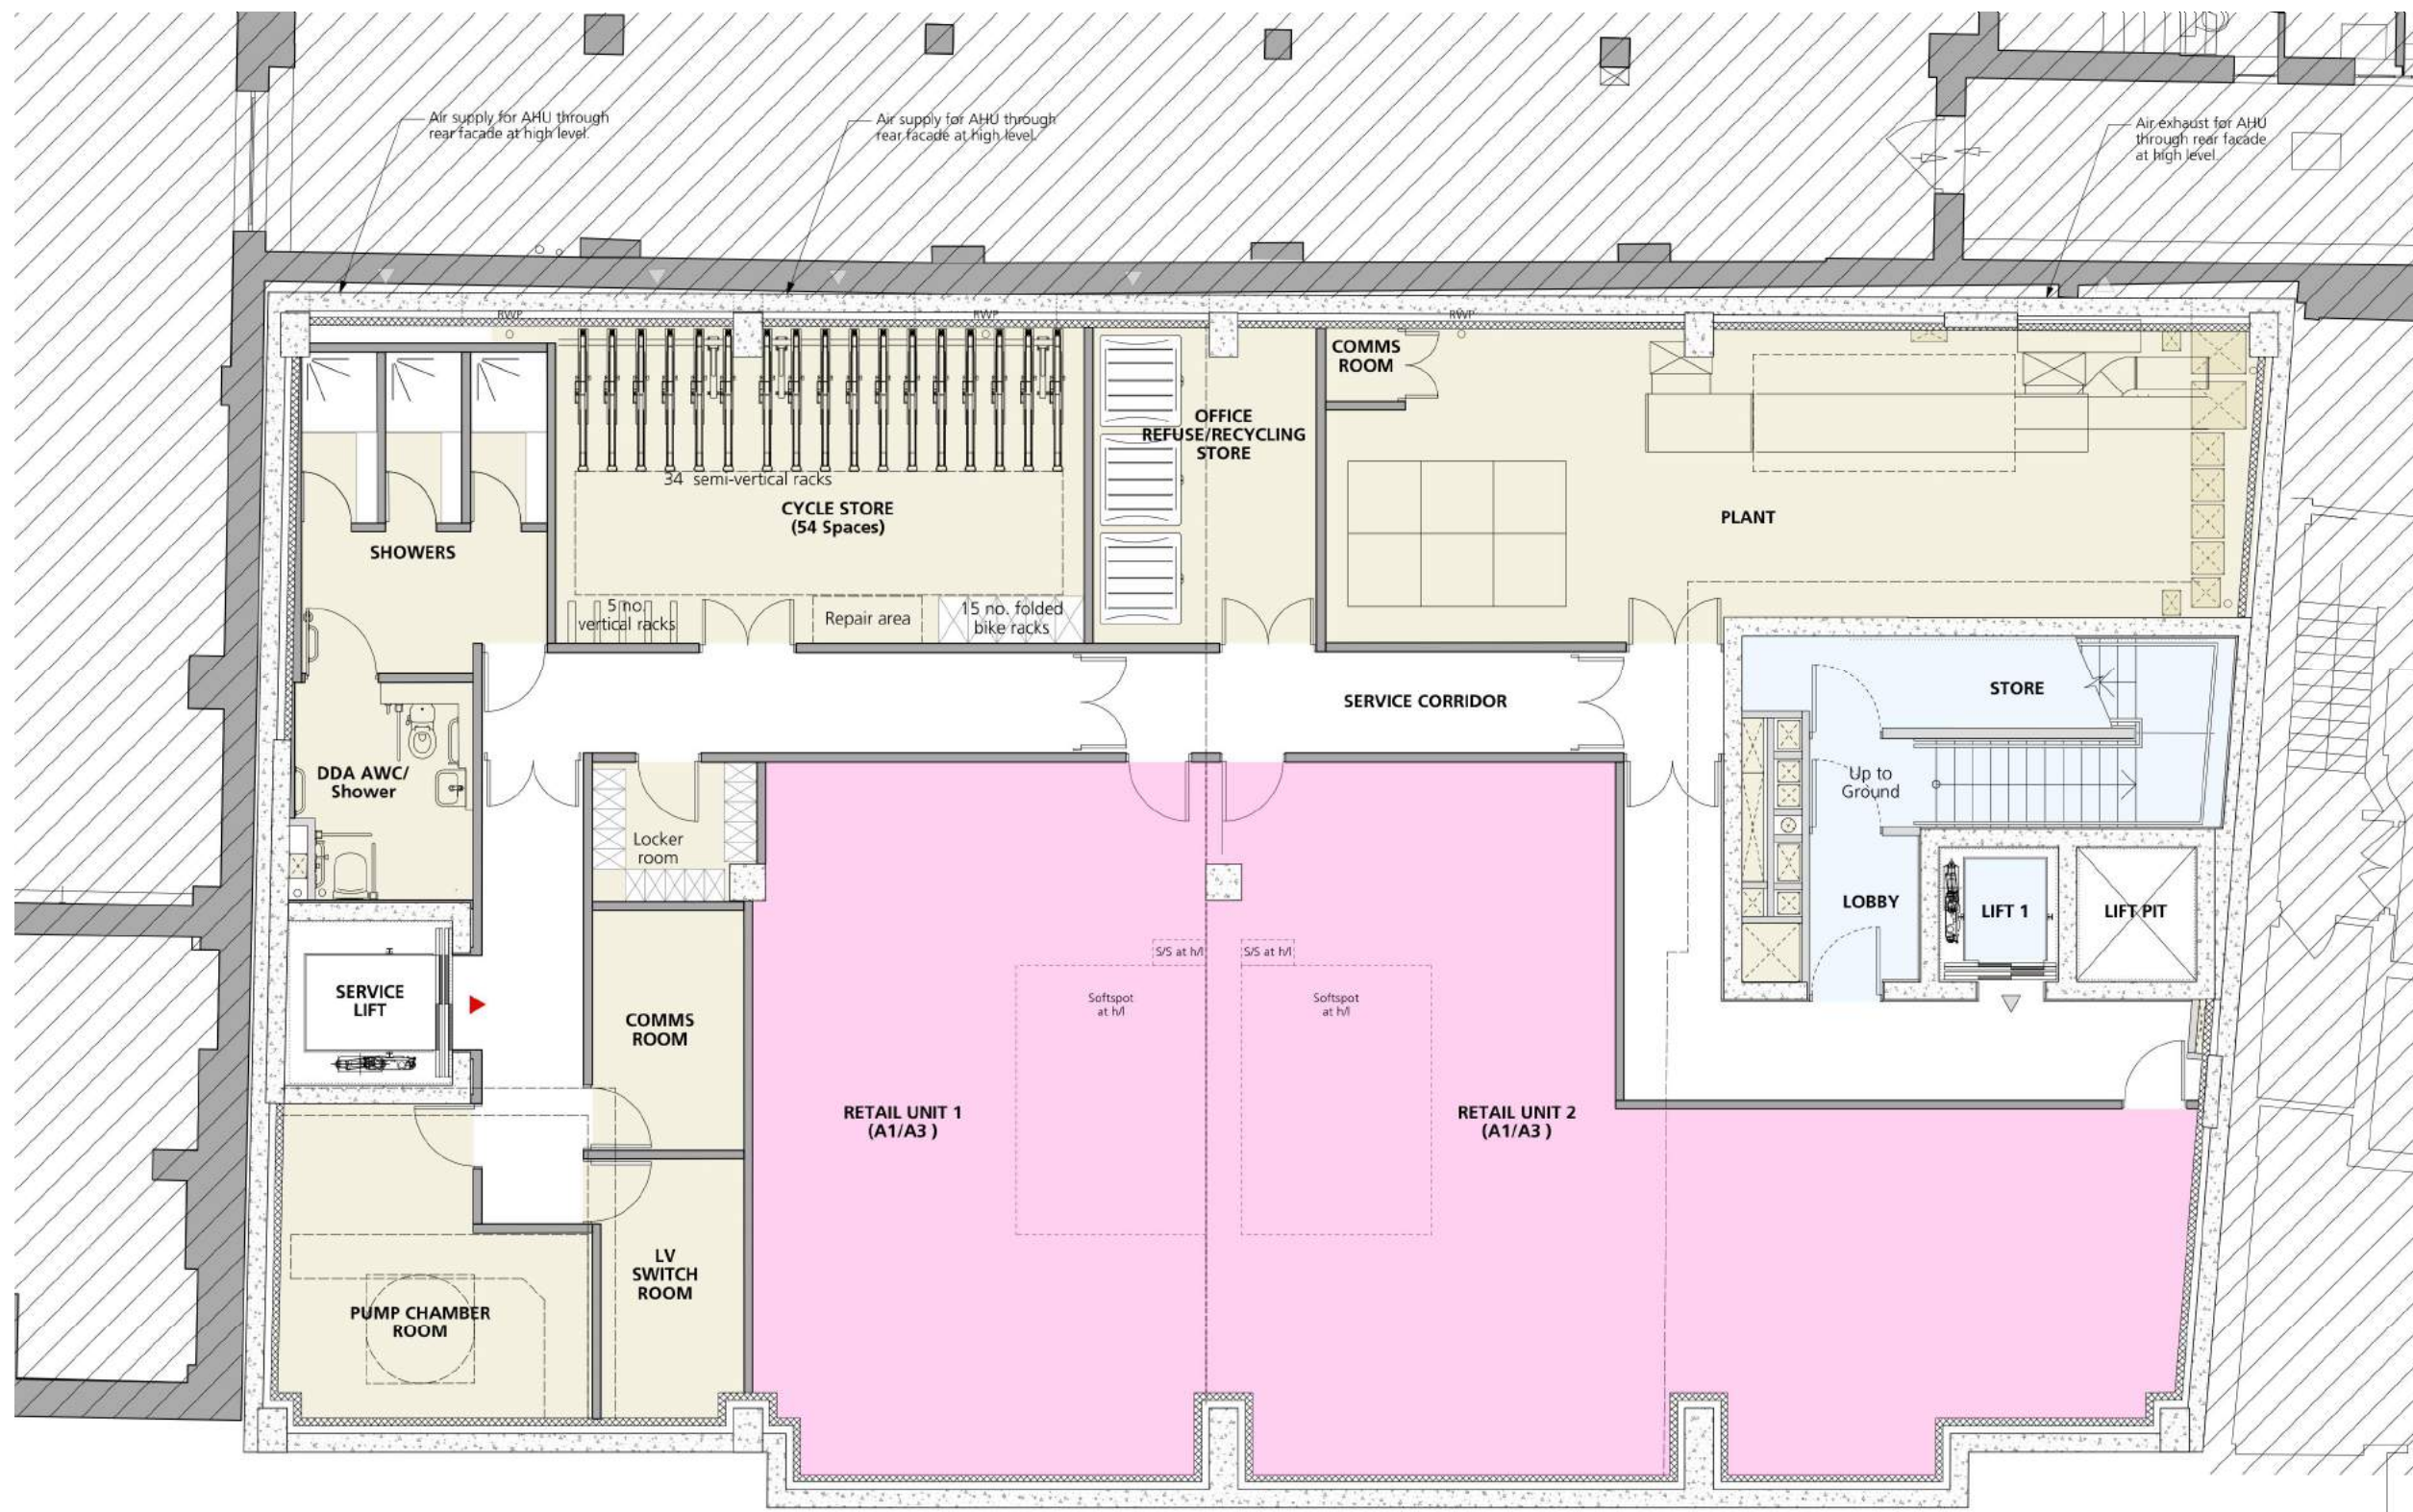 Air supply for AHU through
rear facade at high level.
Air supply for AHU through
rear facade at high level.
Air exhaust for AHU
through rear facade
at high level.
RWP
RWP
RWP
COMMS
ROOM
OFFICE
REFUSE/RECYCLING
STORE
34 semi-vertical racks
CYCLE STORE
(54 Spaces)
PLANT
SHOWERS
5 no.
vertical racks
Repair area
15 no. folded
bike racks
SERVICE CORRIDOR
STORE
DDA AWC/
Shower
Up to
Ground
Locker
room
LOBBY
LIFT 1
LIFT PIT
S/S at h/l
S/S at h/l
SERVICE
LIFT
Softspot
at h/l
Softspot
at h/l
COMMS
ROOM
RETAIL UNIT 1
(A1/A3 )
RETAIL UNIT 2
(A1/A3 )
LV
SWITCH
ROOM
PUMP CHAMBER
ROOM